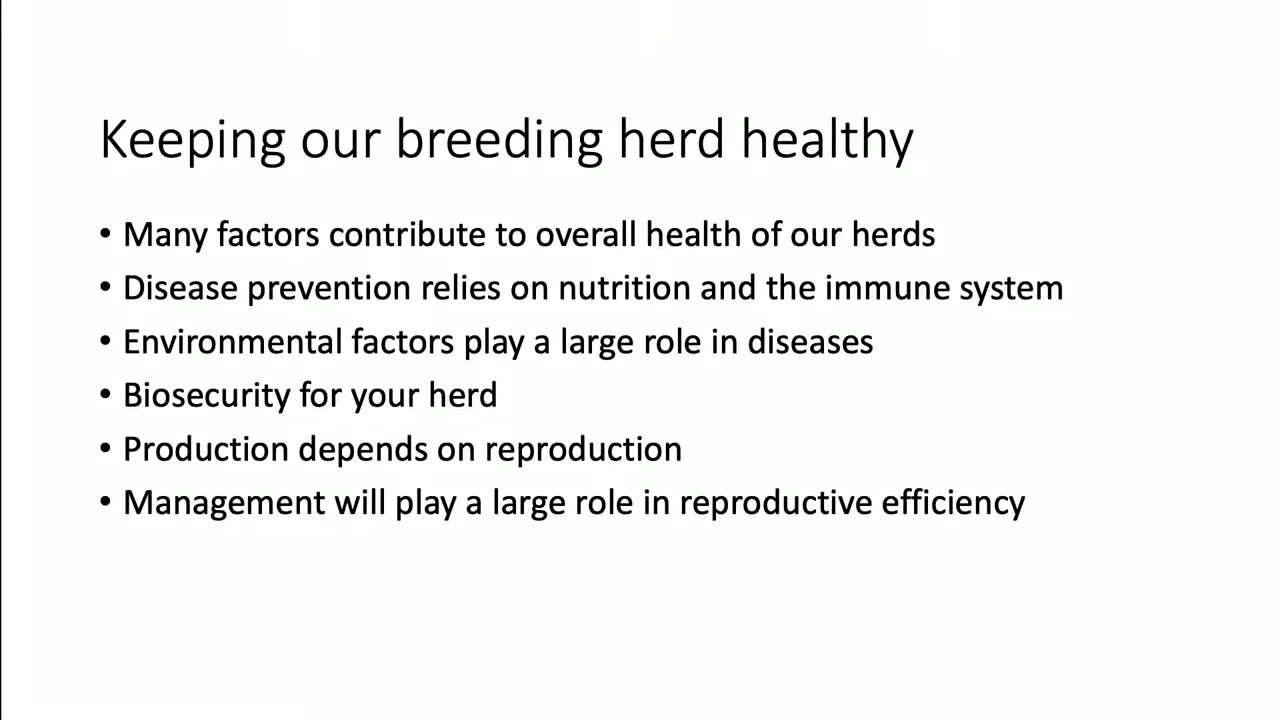 Keeping our breeding herd healthy
• Many factors contribute to overall health of our herds
• Disease prevention relies on nutrition and the immune system
• Environmental factors play a large role in diseases
• Biosecurity for your herd
• Production depends on reproduction
• Management will play a large role in reproductive efficiency